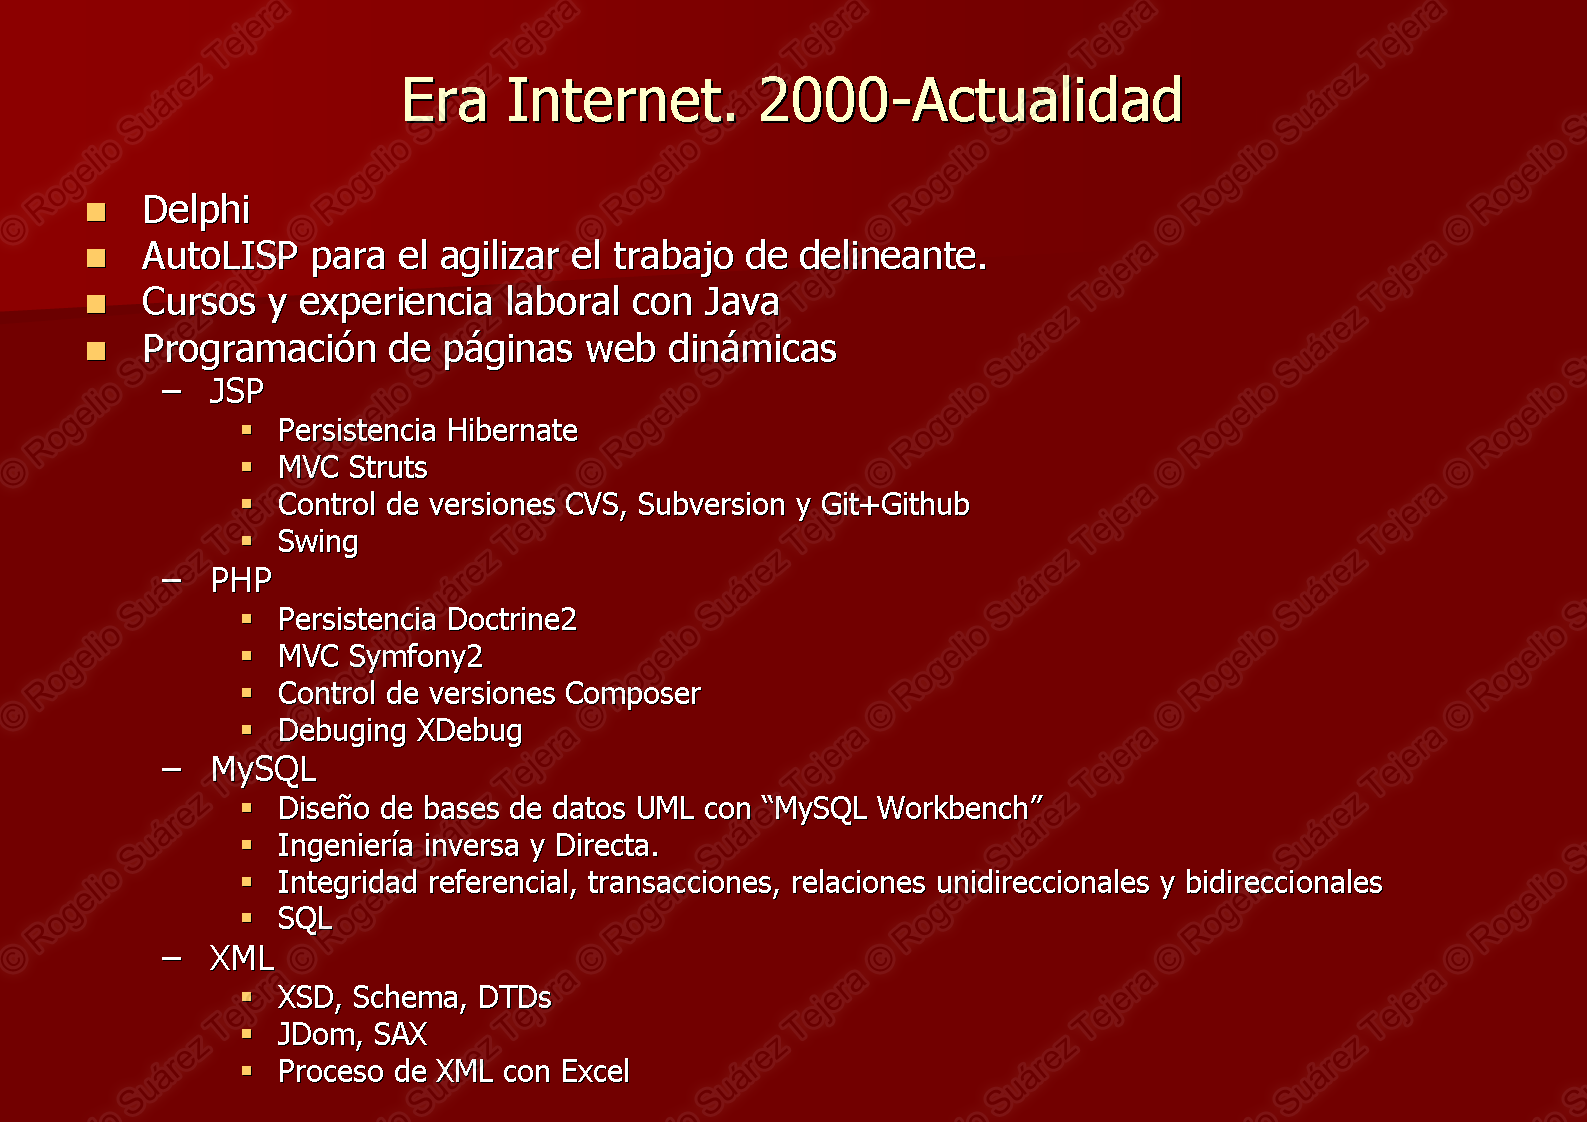 Era Internet. 2000-Actualidad
Delphi
AutoLISP para el agilizar el trabajo de delineante.
Cursos y experiencia laboral con Java
Programación de páginas web dinámicas
– JSP
Persistencia Hibernate
MVC Struts
Control de versiones CVS, Subversion y Git+Github
Swing
– PHP
Persistencia Doctrine2
MVC Symfony2
Control de versiones Composer
Debuging XDebug
– MySQL
Diseño de bases de datos UML con “MySQL Workbench”
Ingeniería inversa y Directa.
Integridad referencial, transacciones, relaciones unidireccionales y bidireccionales
SQL
– XML
XSD, Schema, DTDs
JDom, SAX
Proceso de XML con Excel
© Rogelio Suárez Tejera